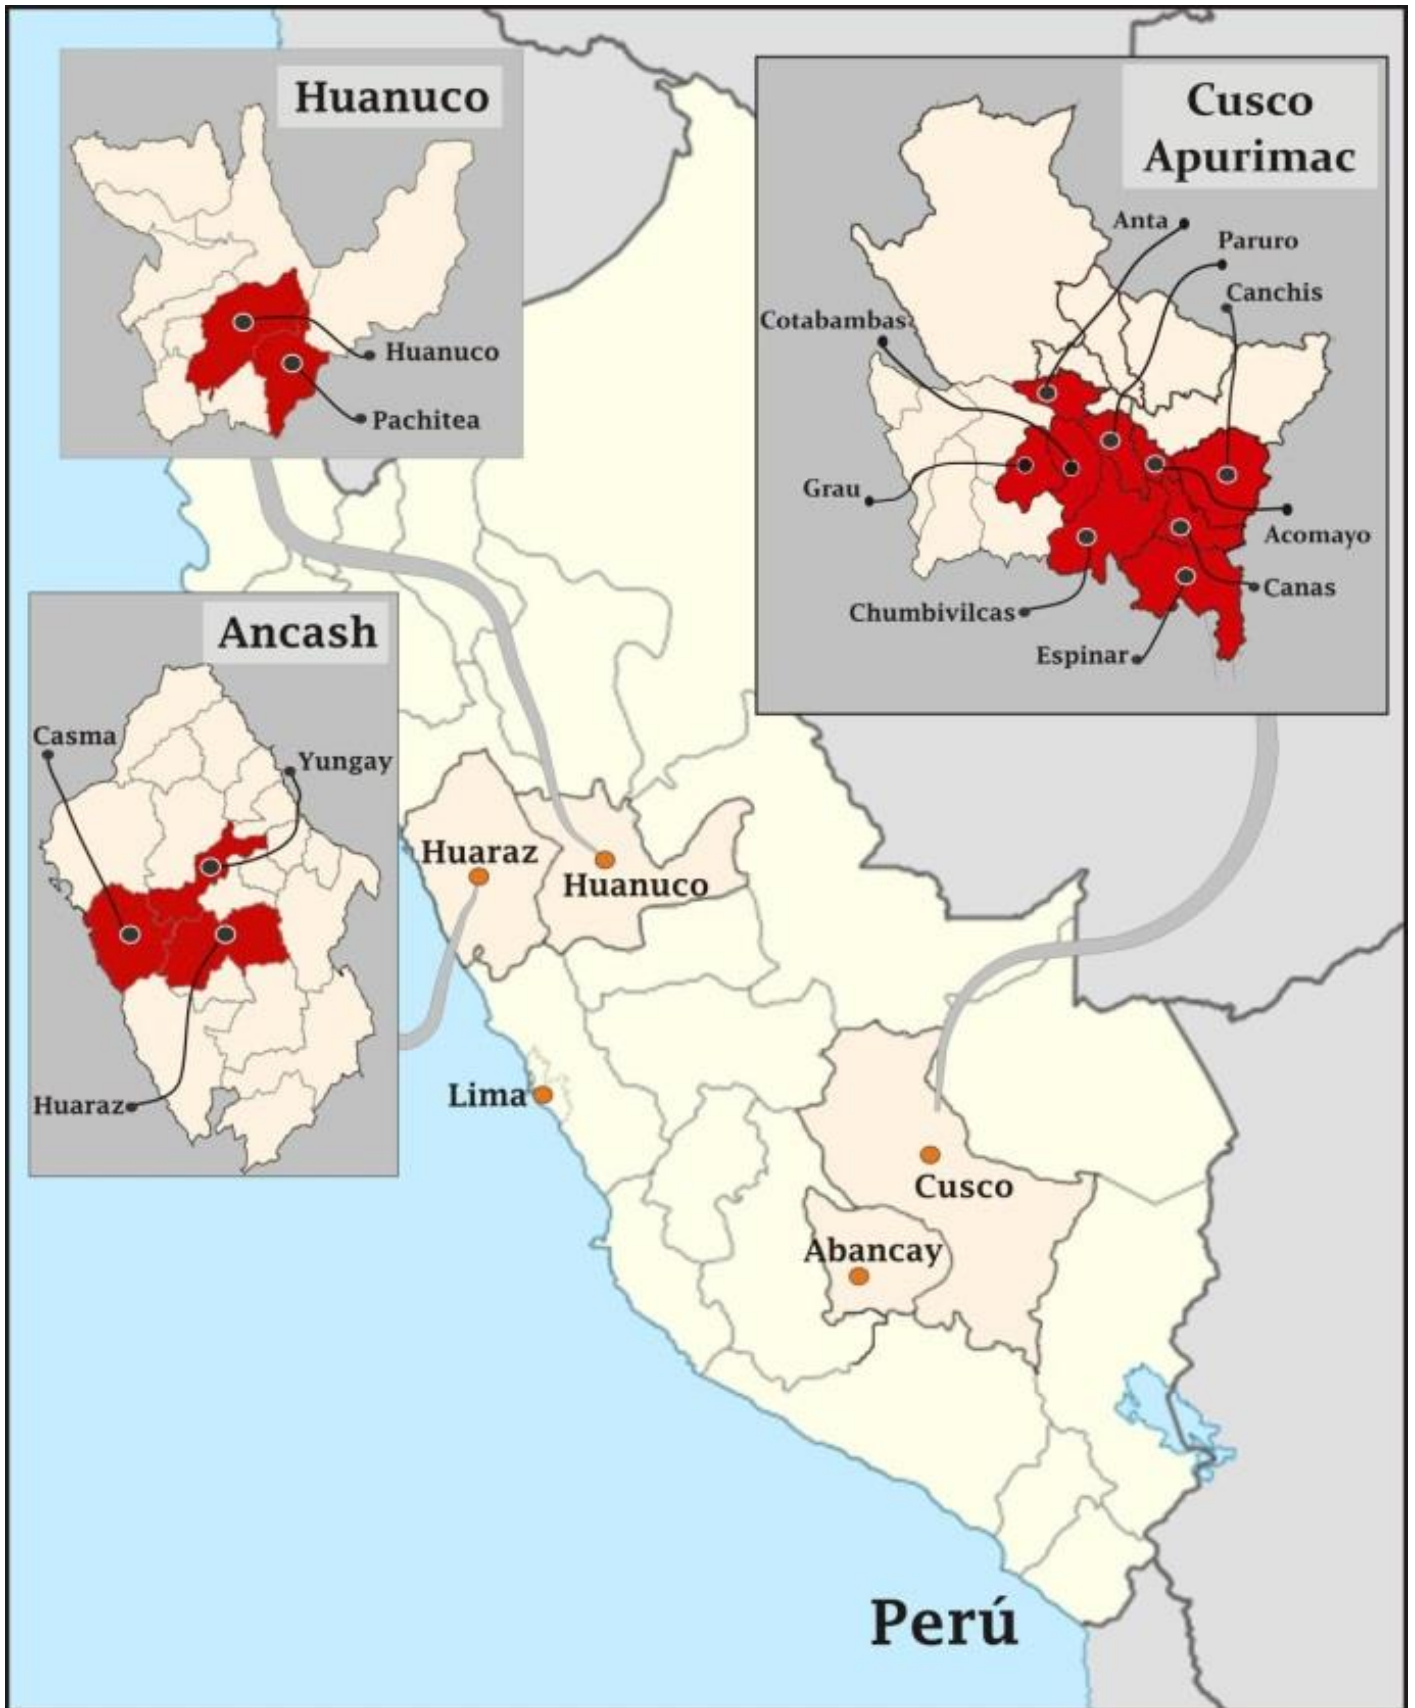 Huanuco
Huanuco
Pachitea
Cusco
Apurimac
Anta
Paruro
Canchis
Cotabambas
Grau
Acomayo
Canas
Chumbivilcas
Espinar
Ancash
Casma
Yungay
Huaraz
Huaraz
Huanuco
Lima
Cusco
Abancay
Perú